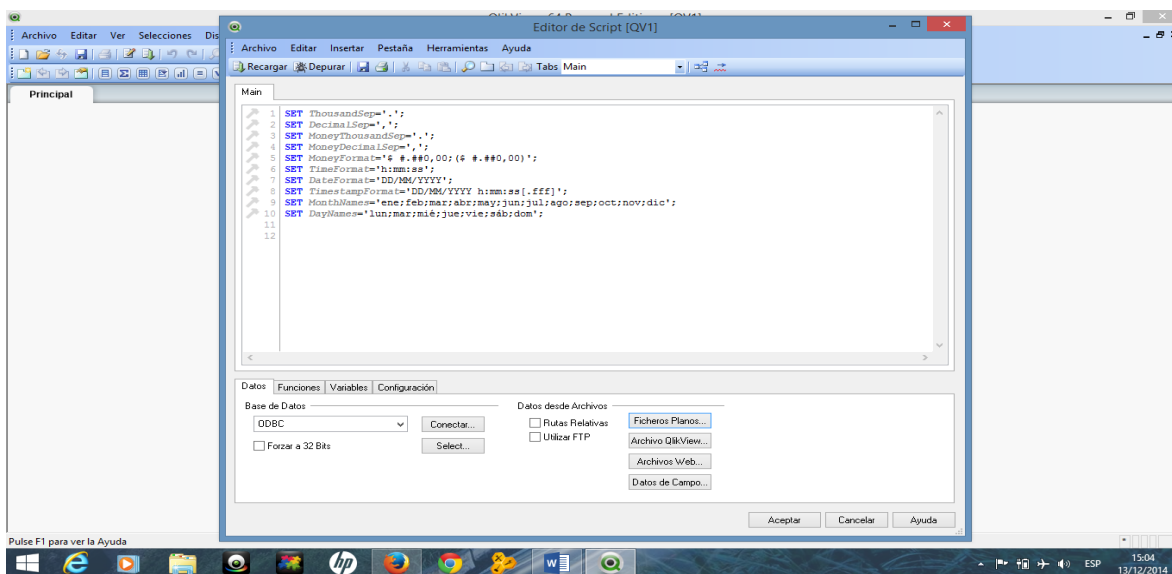 Editor de Script [QV1]
Archivo Editar Ver Selecciones Dis
Archivo Editar Insertar Pestaña Herramientas Ayuda
Recargar Depurar Tabs Main
Principal
Main
1 SET ThousandSep='.';
2 SET DecimalSep=',';
3 SET MoneyThousandSep='.';
4 SET MoneyDecimalSep=',';
5 SET MoneyFormat='$ #.##0,00;($ #.##0,00)';
6 SET TimeFormat='h:mm:ss';
7 SET DateFormat='DD/MM/YYYY';
8 SET TimestampFormat='DD/MM/YYYY h:mm:ss[.fff]';
9 SET MonthNames='ene;feb;mar;abr;may;jun;jul;ago;sep;oct;nov;dic';
10 SET DayNames='lun;mar;mié;jue;vie;sáb;dom';
11
12
Datos Funciones Variables Configuración
Base de Datos
Datos desde Archivos
ODBC Conectar...
Rutas Relativas Ficheros Planos...
Forzar a 32 Bits Select...
Utilizar FTP Archivo QlikView...
Archivos Web...
Datos de Campo...
Aceptar Cancelar Ayuda
Pulse F1 para ver la Ayuda
hp
W
ESP
15:04
13/12/2014